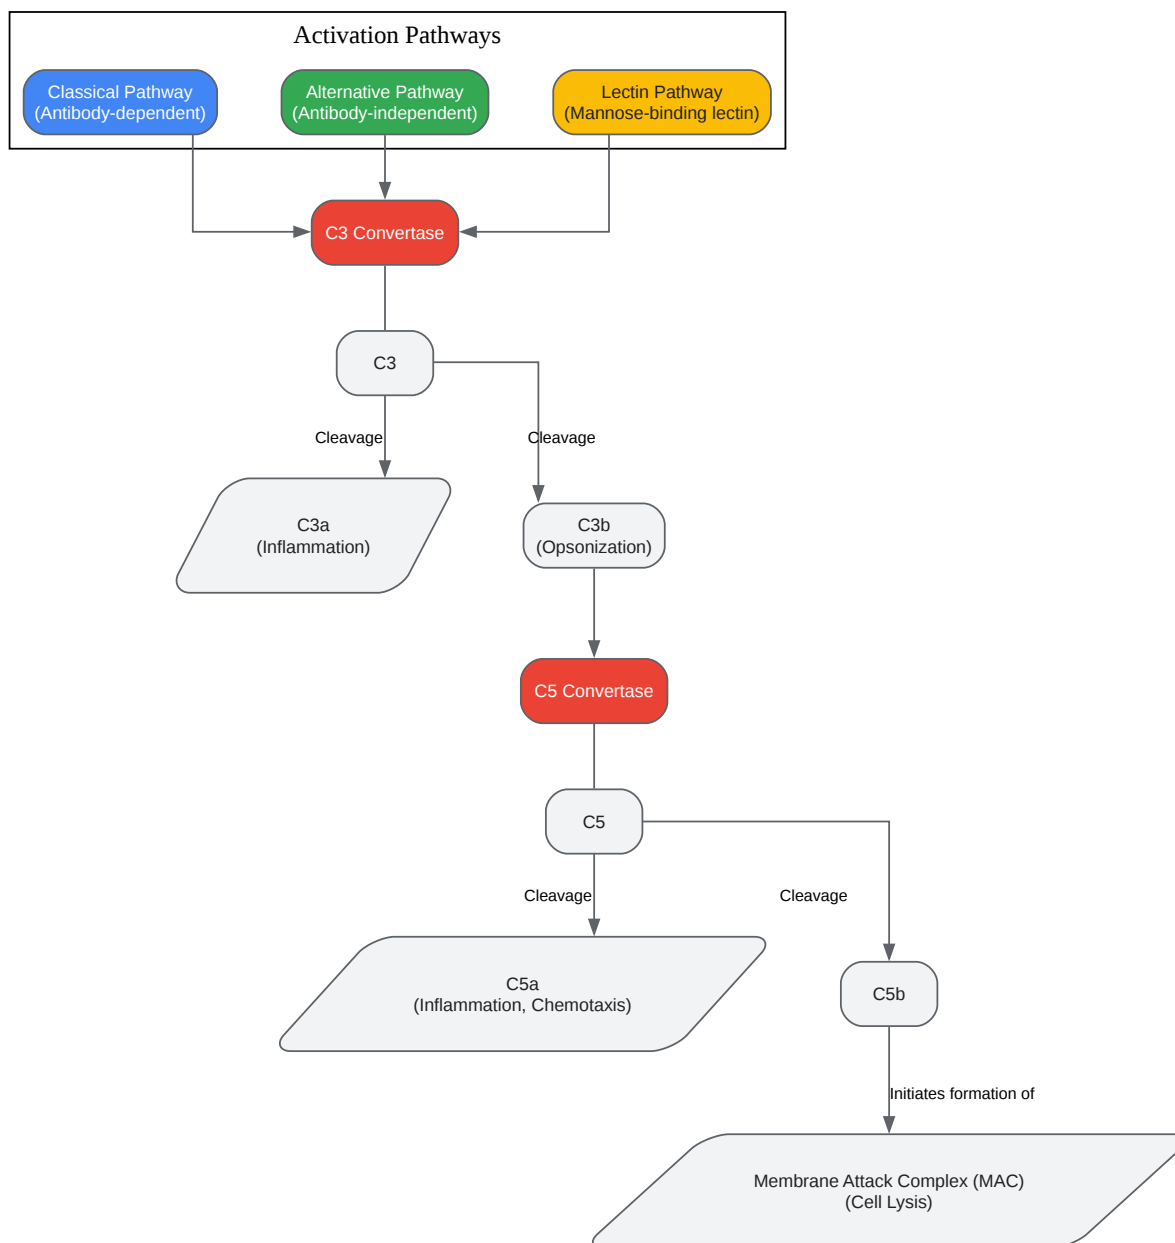 Activation Pathways
Classical Pathway
(Antibody-dependent)
Alternative Pathway
(Antibody-independent)
Lectin Pathway
(Mannose-binding lectin)
C3 Convertase
C3
Cleavage
Cleavage
C3a
(Inflammation)
C3b
(Opsonization)
C5 Convertase
C5
Cleavage
Cleavage
C5a
(Inflammation, Chemotaxis)
C5b
Initiates formation of
Membrane Attack Complex (MAC)
(Cell Lysis)